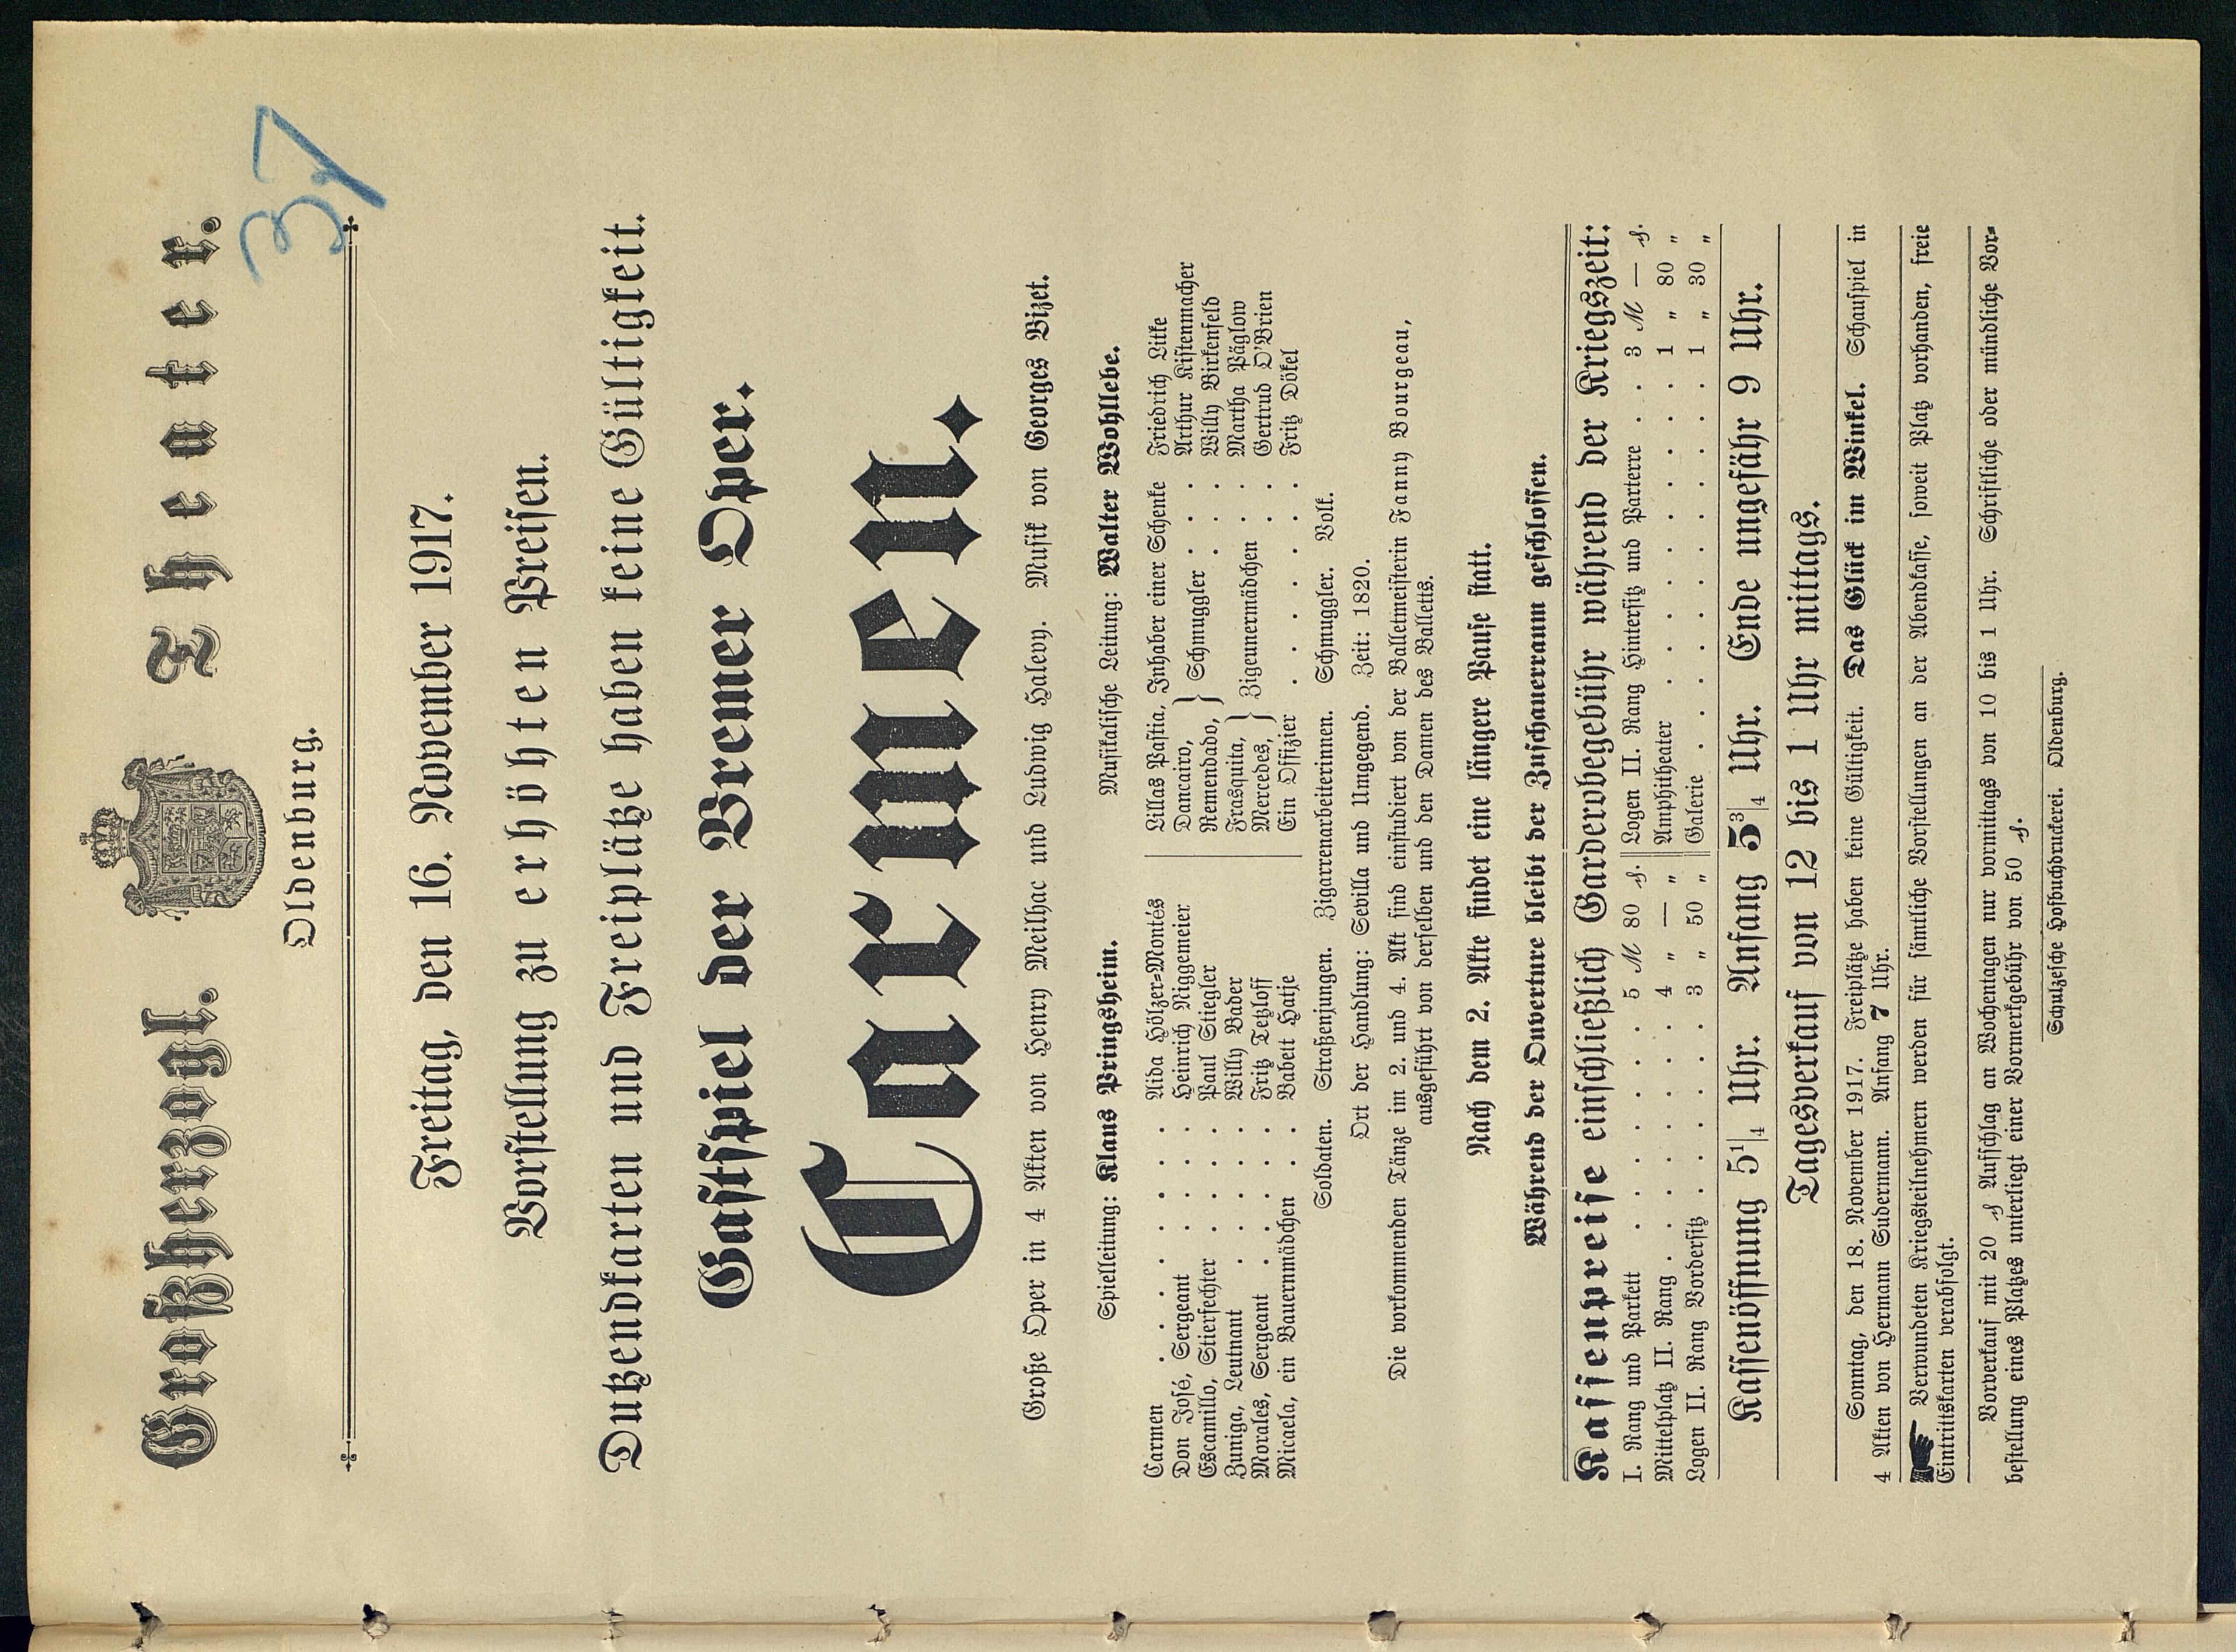 Großherzogl. Theater.
37
Oldenburg.
Freitag, den 16. November 1917.
Vorstellung zu erhöhten Preisen.
Dutzendkarten und Freiplätze haben keine Gültigkeit.
Gastspiel der Bremer Oper.
Carmen.
Große Oper in 4 Akten von Henry Meilhac und Ludwig Halevy. Musik von Georges Bizet.
Spielleitung: Klaus Pringsheim. Musikalische Leitung: Walter Wohllebe.
Carmen . . . . . . . Aida Hölzer-Montés
Don José, Sergeant . . . . Heinrich Niggemeier
Escamillo, Stierfechter . . . . Paul Stiegler
Zuniga, Leutnant . . . . Willy Bader
Morales, Sergeant . . . . . Fritz Tetzloff
Micaela, ein Bauernmädchen . . Babett Hatje
Lillas Pastia, Inhaber einer Schenke Friedrich Litke
Dancairo, } Schmuggler . . . Arthur Kistenmacher
Remendado, Willy Birkenfeld
Frasquita, } Zigeunermädchen . . Martha Päglow
Mercedes, Gertrud O'Brien
Ein Offizier . . . . . . Fritz Dökel
Soldaten. Straßenjungen. Zigarrenarbeiterinnen. Schmuggler. Volk.
Ort der Handlung: Sevilla und Umgegend. Zeit: 1820.
Die vorkommenden Tänze im 2. und 4. Akt sind einstudiert von der Balletmeisterin Fanny Bourgeau,
ausgeführt von derselben und den Damen des Balletts.
Nach dem 2. Akte findet eine längere Pause statt.
Während der Ouverture bleibt der Zuschauerraum geschlossen.
Kassenpreise einschließlich Garderobegebühr während der Kriegszeit:
I. Rang und Parkett . . . . . . . . 5 ℳ 80 ₰.
Mittelplatz II. Rang . . . . . . . . 4 „ — „
Logen II. Rang Vordersitz . . . . . . 3 „ 50 „
Logen II. Rang Hintersitz und Parterre . . 3 ℳ — ₰.
Amphitheater . . . . . . . . . . 1 „ 80 „
Galerie . . . . . . . . . . . . 1 „ 30 „
Kassenöffnung 5 1/4 Uhr. Anfang 5 3/4 Uhr. Ende ungefähr 9 Uhr.
Tagesverkauf von 12 bis 1 Uhr mittags.
Sonntag, den 18. November 1917. Freiplätze haben keine Gültigkeit. Das Glück im Winkel. Schauspiel in
4 Akten von Hermann Sudermann. Anfang 7 Uhr.
☛ Verwundeten Kriegsteilnehmern werden für sämtliche Vorstellungen an der Abendkasse, soweit Platz vorhanden, freie
Eintrittskarten verabfolgt.
Vorverkauf mit 20 ₰ Aufschlag an Wochentagen nur vormittags von 10 bis 1 Uhr. Schriftliche oder mündliche Vor-
bestellung eines Platzes unterliegt einer Vormerkgebühr von 50 ₰.
Schulzesche Hofbuchdruckerei. Oldenburg.